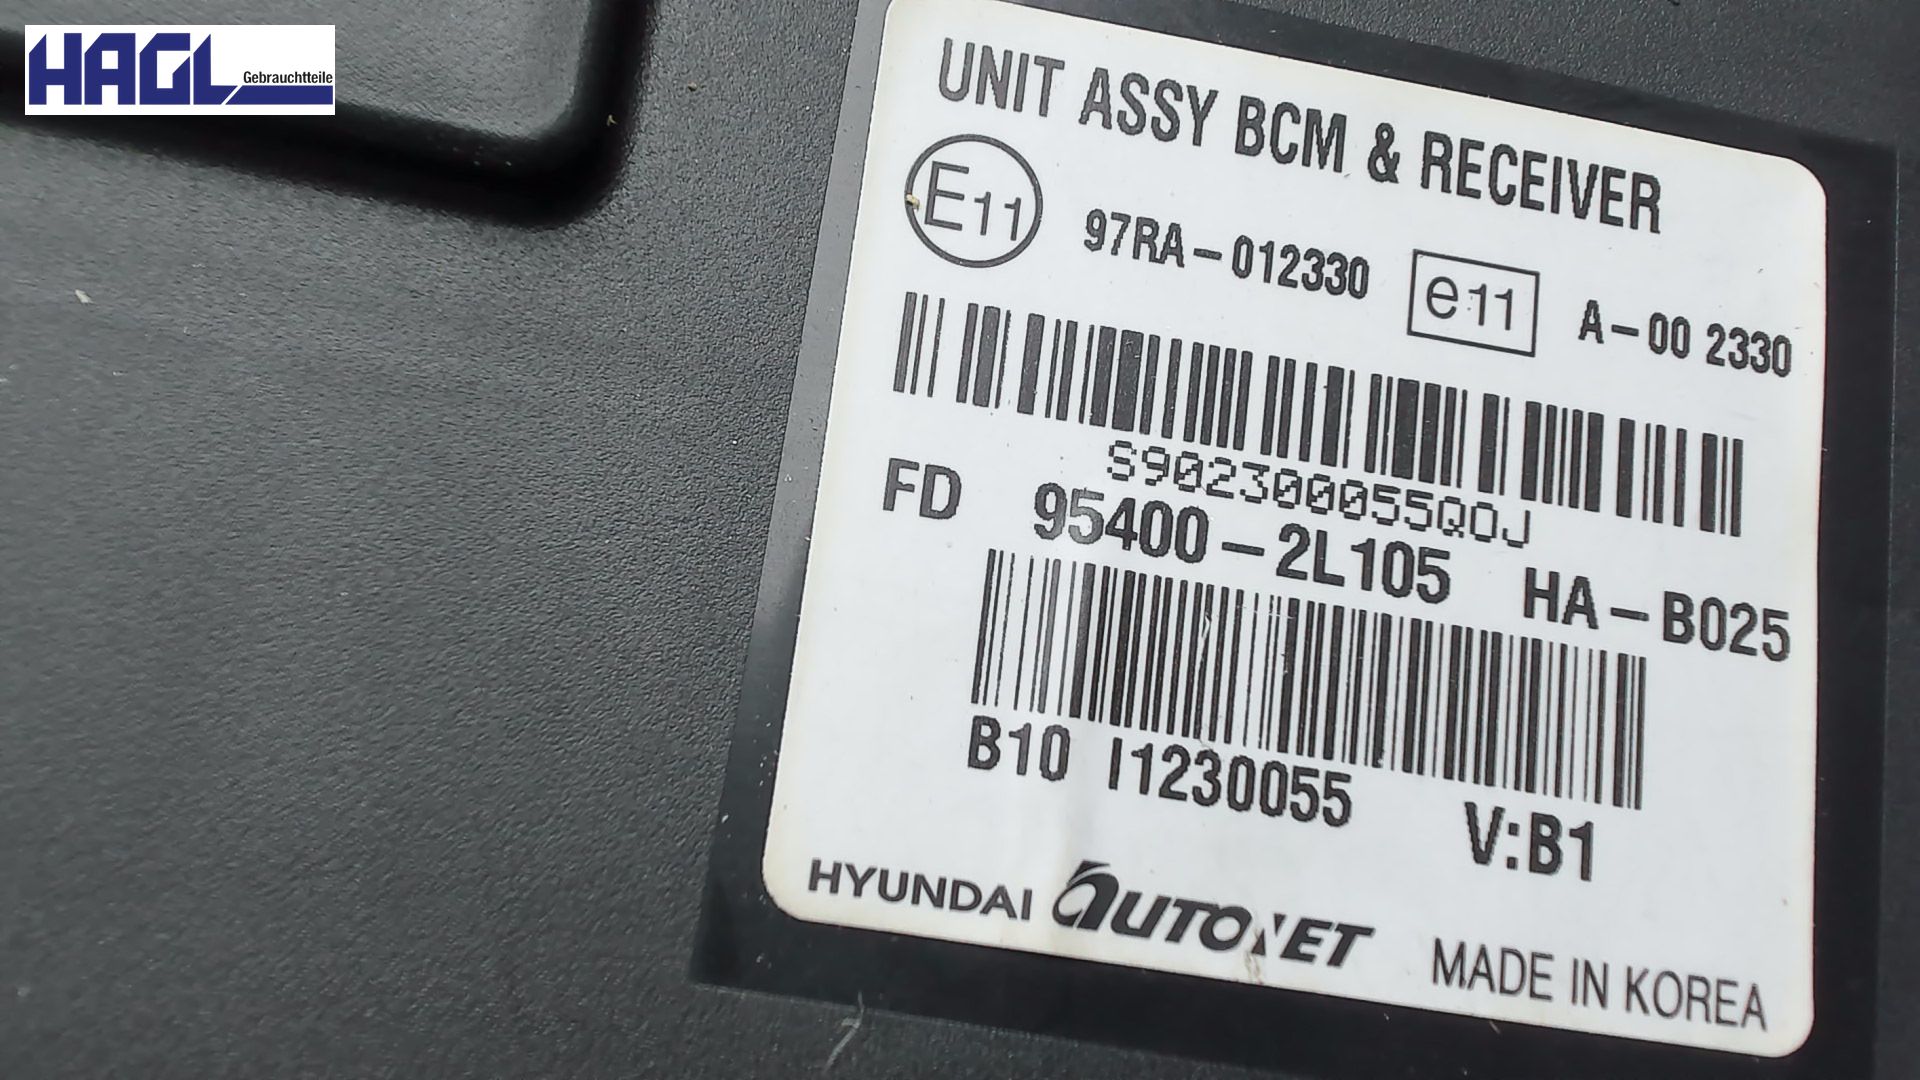 HAGL Gebrauchtteile
UNIT ASSY BCM & RECEIVER
E11 97RA-012330 e11 A-00 2330
S902300055QOJ
FD 95400-2L105 HA-B025
B10 I1230055 V:B1
HYUNDAI AUTONET MADE IN KOREA